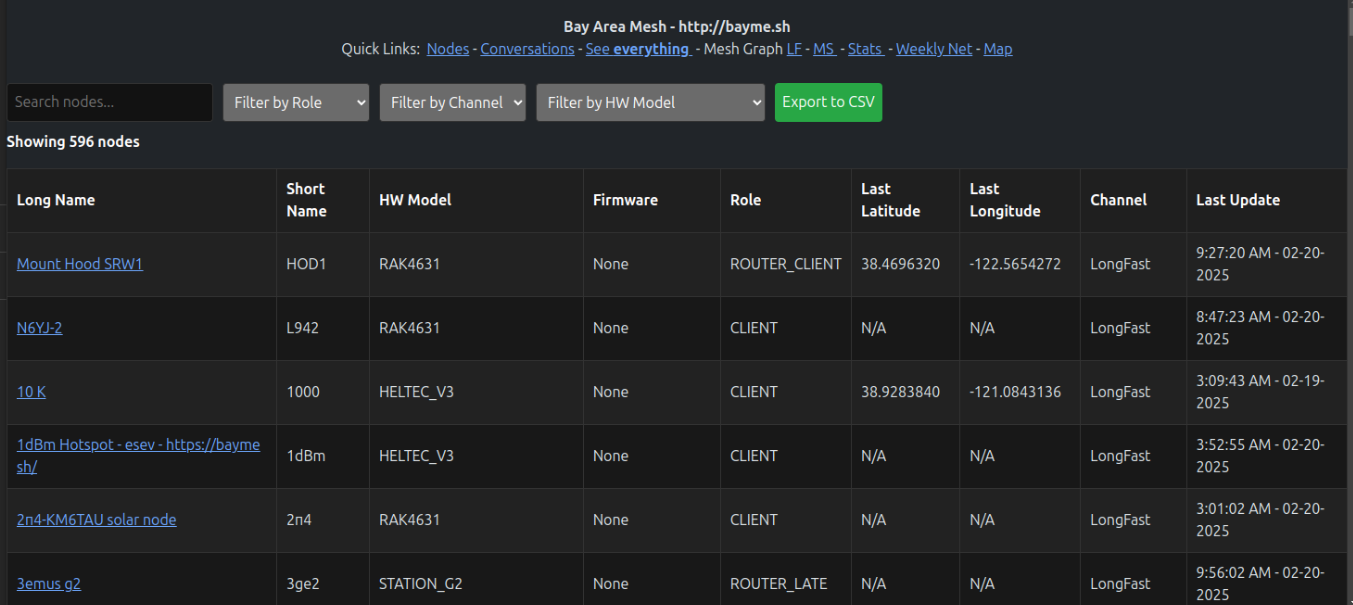 Bay Area Mesh - http://bayme.sh
Quick Links: Nodes - Conversations - See everything - Mesh Graph LF - MS - Stats - Weekly Net - Map
Search nodes... Filter by Role Filter by Channel Filter by HW Model Export to CSV
Showing 596 nodes
Long Name Short Name HW Model Firmware Role Last Latitude Last Longitude Channel Last Update
Mount Hood SRW1 HOD1 RAK4631 None ROUTER_CLIENT 38.4696320 -122.5654272 LongFast 9:27:20 AM - 02-20-2025
N6YJ-2 L942 RAK4631 None CLIENT N/A N/A LongFast 8:47:23 AM - 02-20-2025
10 K 1000 HELTEC_V3 None CLIENT 38.9283840 -121.0843136 LongFast 3:09:43 AM - 02-19-2025
1dBm Hotspot - esev - https://bayme sh/ 1dBm HELTEC_V3 None CLIENT N/A N/A LongFast 3:52:55 AM - 02-20-2025
2π4-KM6TAU solar node 2π4 RAK4631 None CLIENT N/A N/A LongFast 3:01:02 AM - 02-20-2025
3emus g2 3ge2 STATION_G2 None ROUTER_LATE N/A N/A LongFast 9:56:02 AM - 02-20-2025